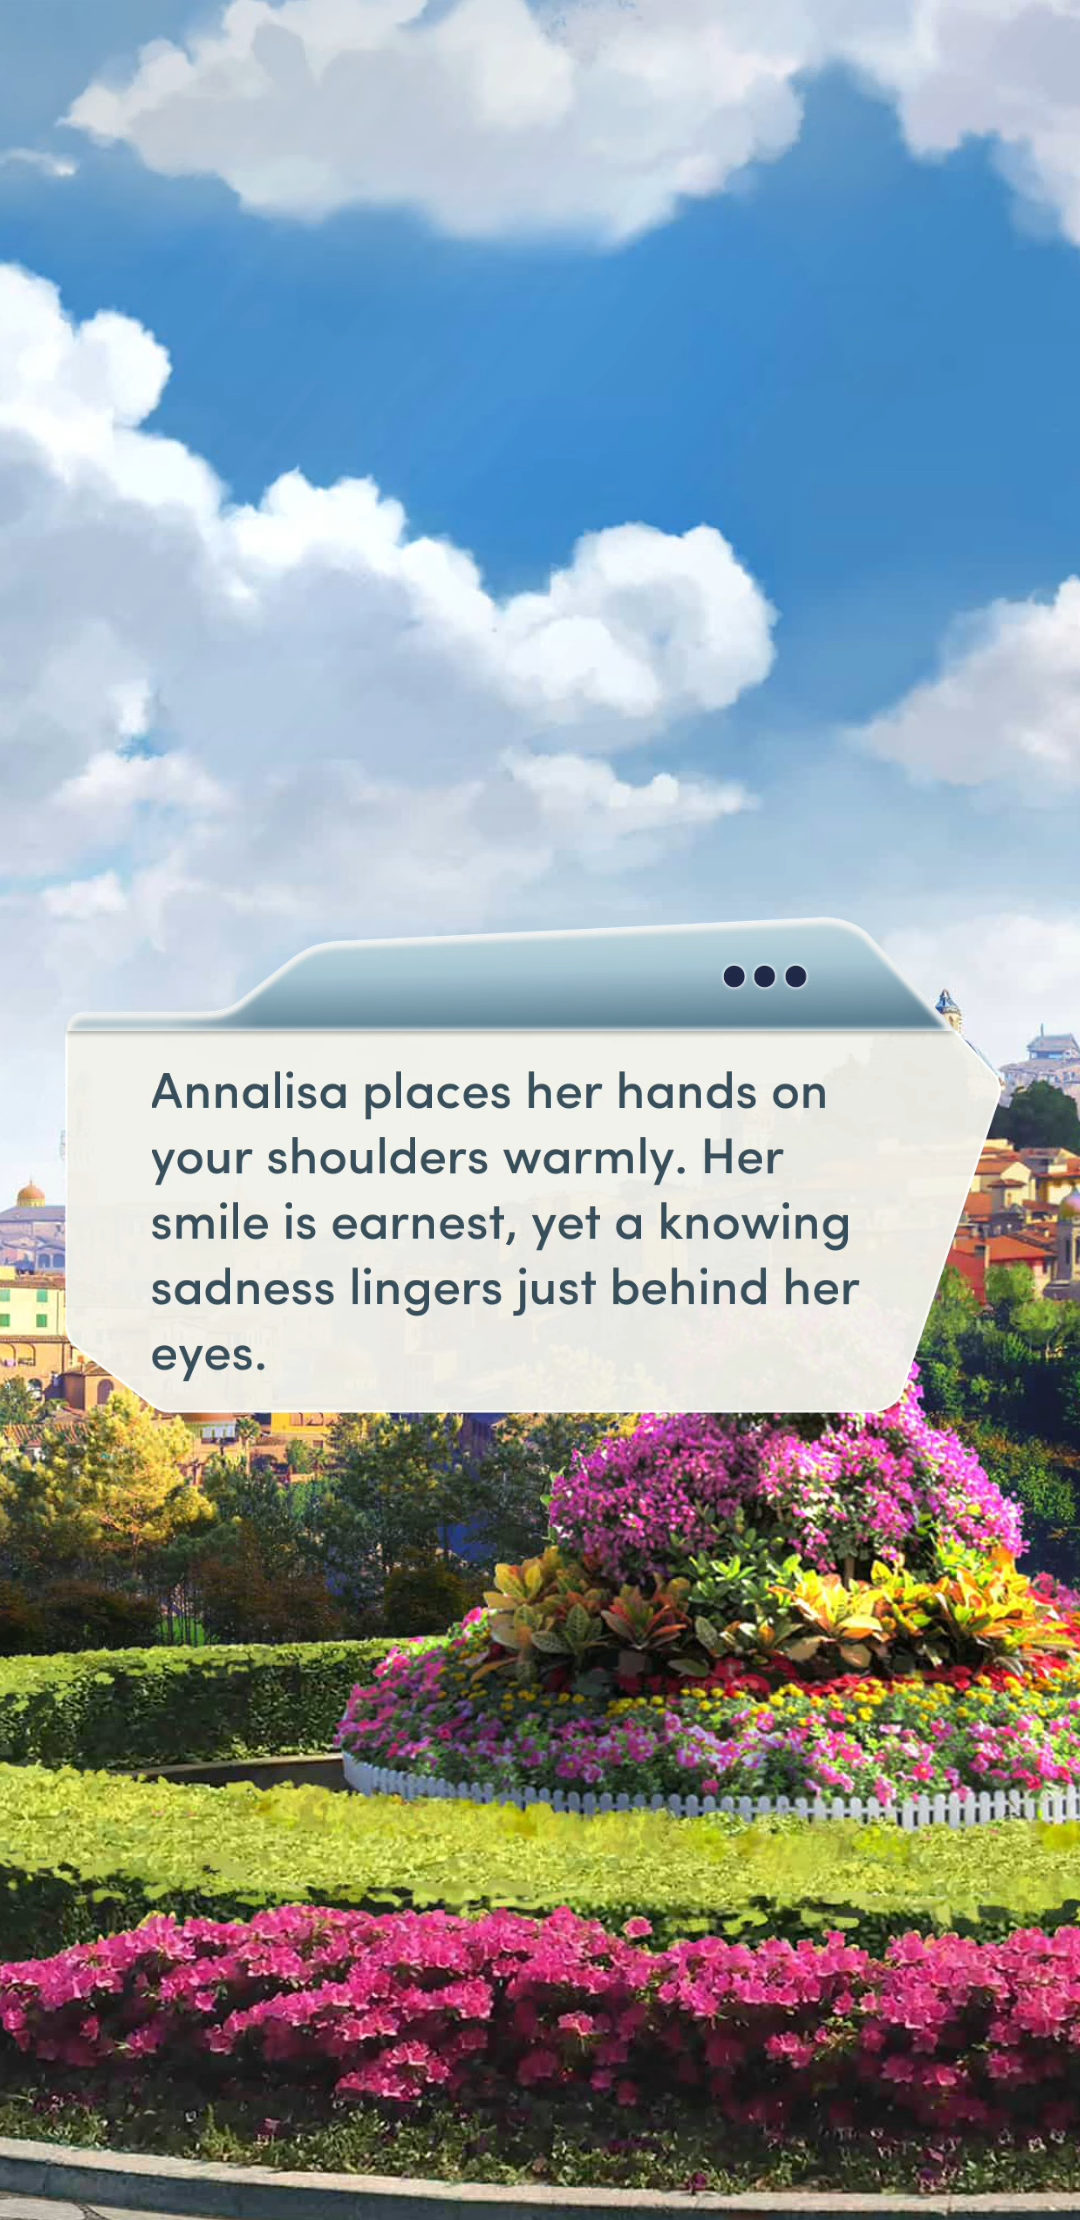 Annalisa places her hands on
your shoulders warmly. Her
smile is earnest, yet a knowing
sadness lingers just behind her
eyes.